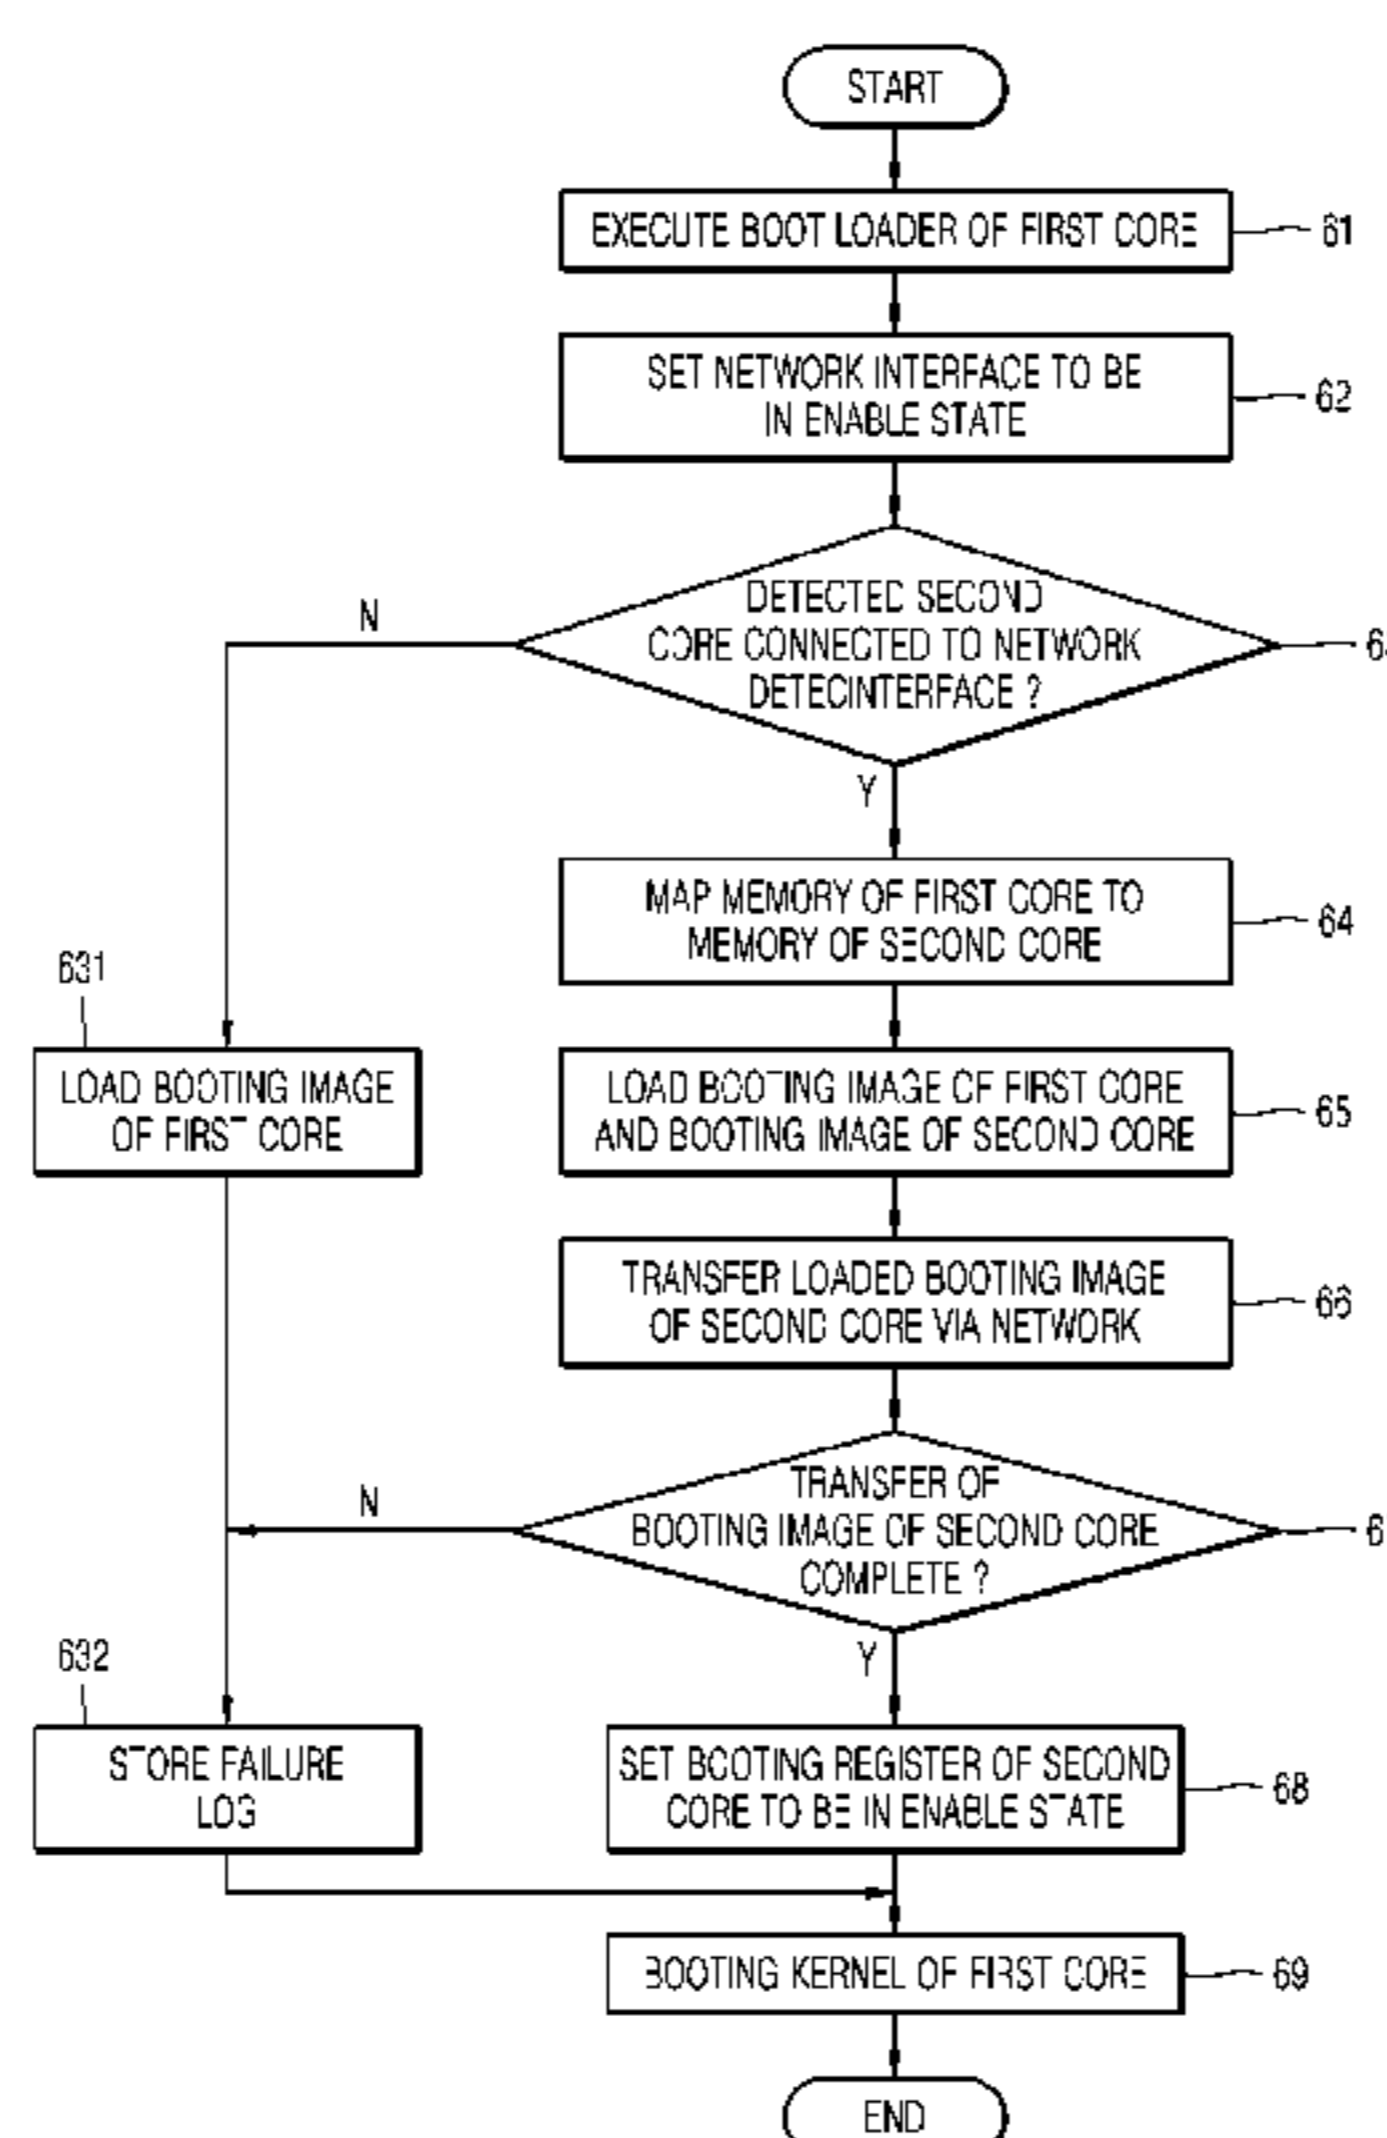 START
EXECUTE BOOT LOADER OF FIRST CORE
61
SET NETWORK INTERFACE TO BE
IN ENABLE STATE
62
DETECTED SECOND
CORE CONNECTED TO NETWORK
DETECINTERFACE ?
N
Y
MAP MEMORY OF FIRST CORE TO
MEMORY OF SECOND CORE
64
631
LOAD BOOTING IMAGE
OF FIRST CORE
LOAD BOOTING IMAGE OF FIRST CORE
AND BOOTING IMAGE OF SECOND CORE
65
TRANSFER LOADED BOOTING IMAGE
OF SECOND CORE VIA NETWORK
66
TRANSFER OF
BOOTING IMAGE OF SECOND CORE
COMPLETE ?
N
Y
632
STORE FAILURE
LOG
SET BOOTING REGISTER OF SECOND
CORE TO BE IN ENABLE STATE
68
BOOTING KERNEL OF FIRST CORE
69
END